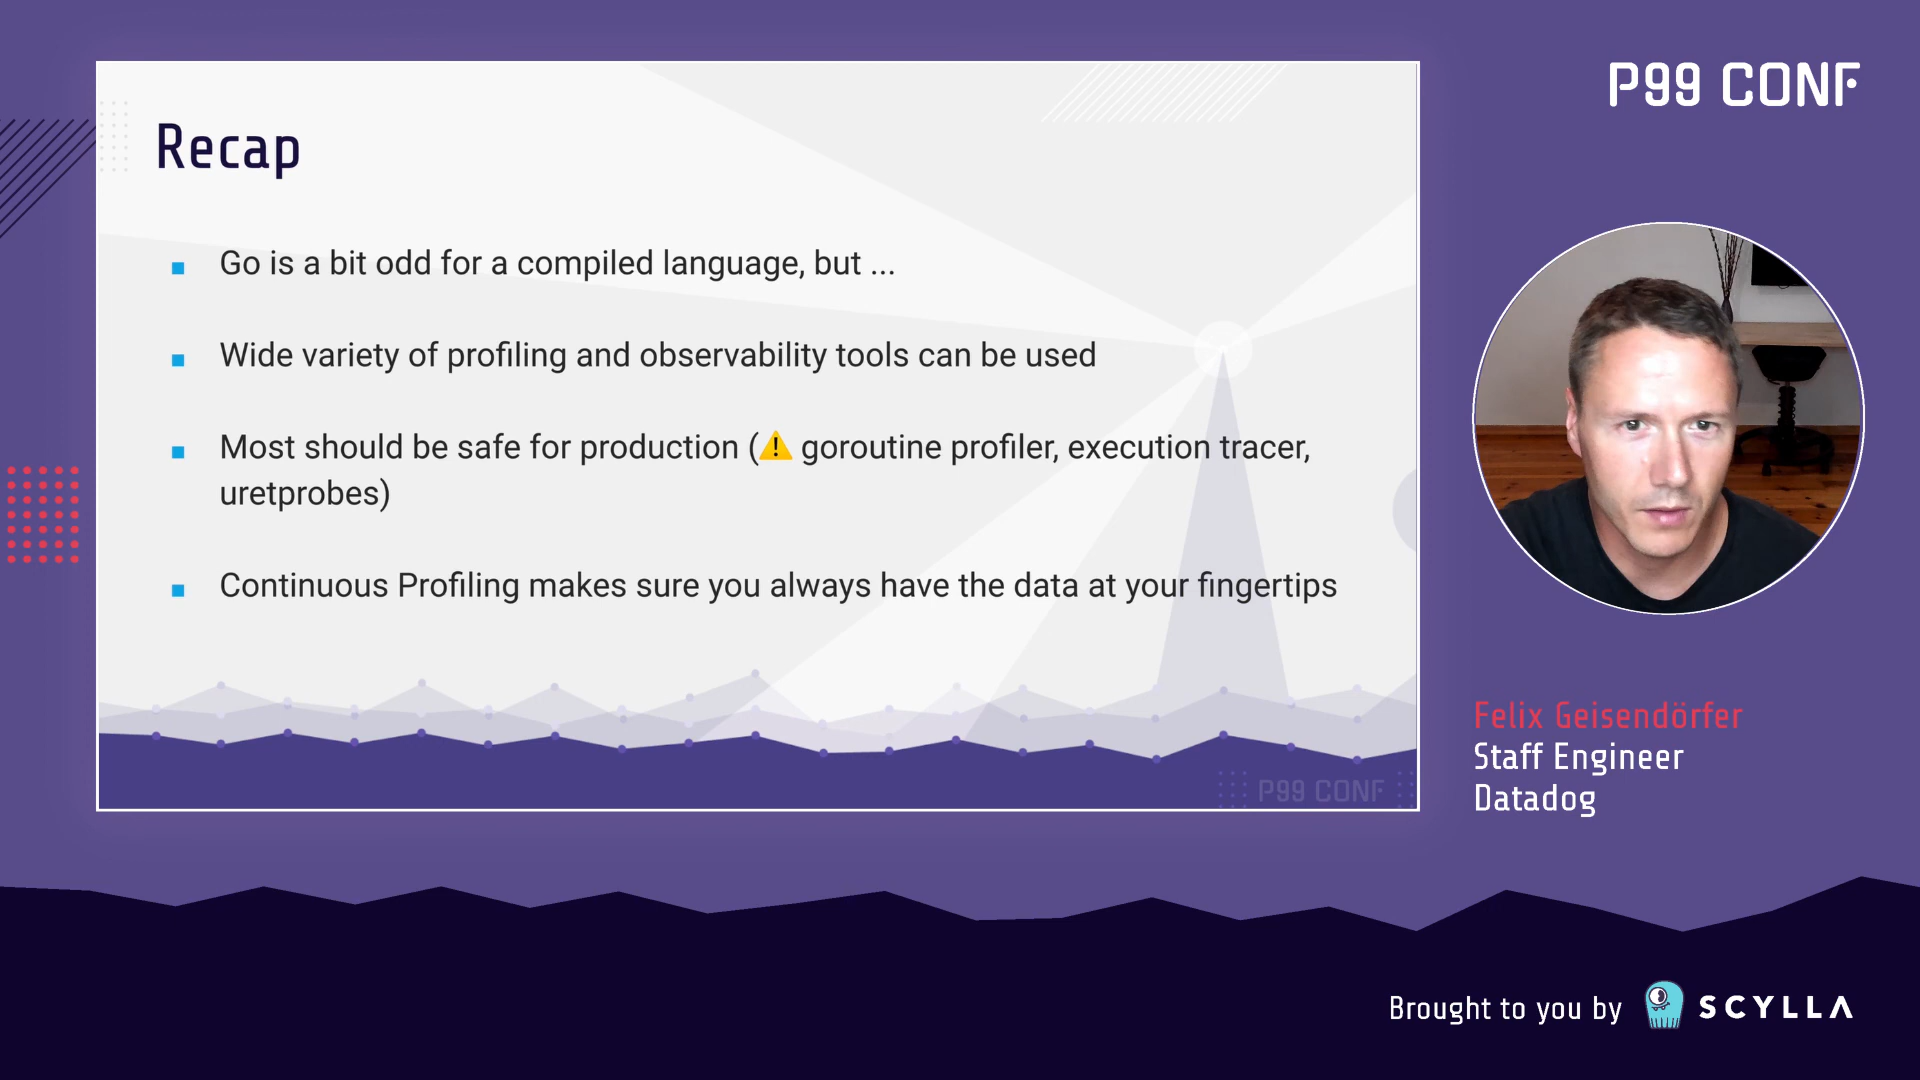 P99 CONF
Recap
Go is a bit odd for a compiled language, but ...
Wide variety of profiling and observability tools can be used
Most should be safe for production (⚠️ goroutine profiler, execution tracer,
uretprobes)
Continuous Profiling makes sure you always have the data at your fingertips
P99 CONF
Felix Geisendörfer
Staff Engineer
Datadog
Brought to you by SCYLLA